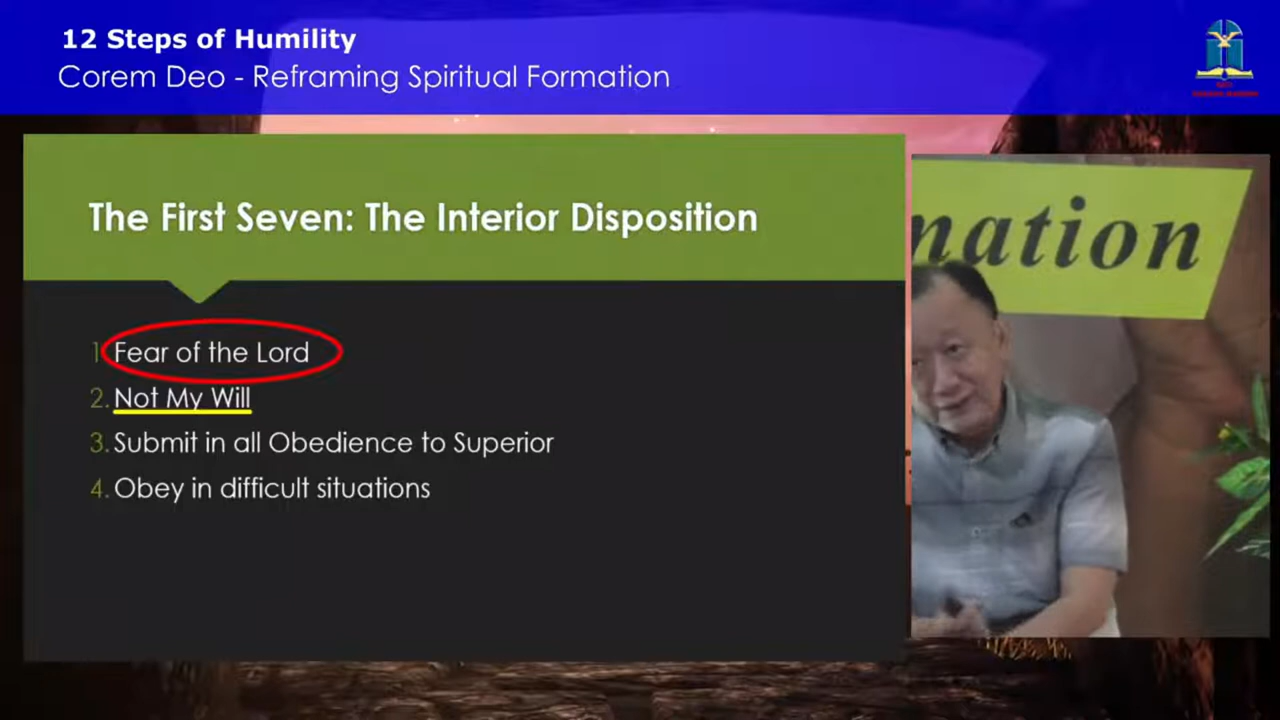 12 Steps of Humility
Corem Deo - Reframing Spiritual Formation
The First Seven: The Interior Disposition
1 Fear of the Lord
2. Not My Will
3. Submit in all Obedience to Superior
4. Obey in difficult situations
mation